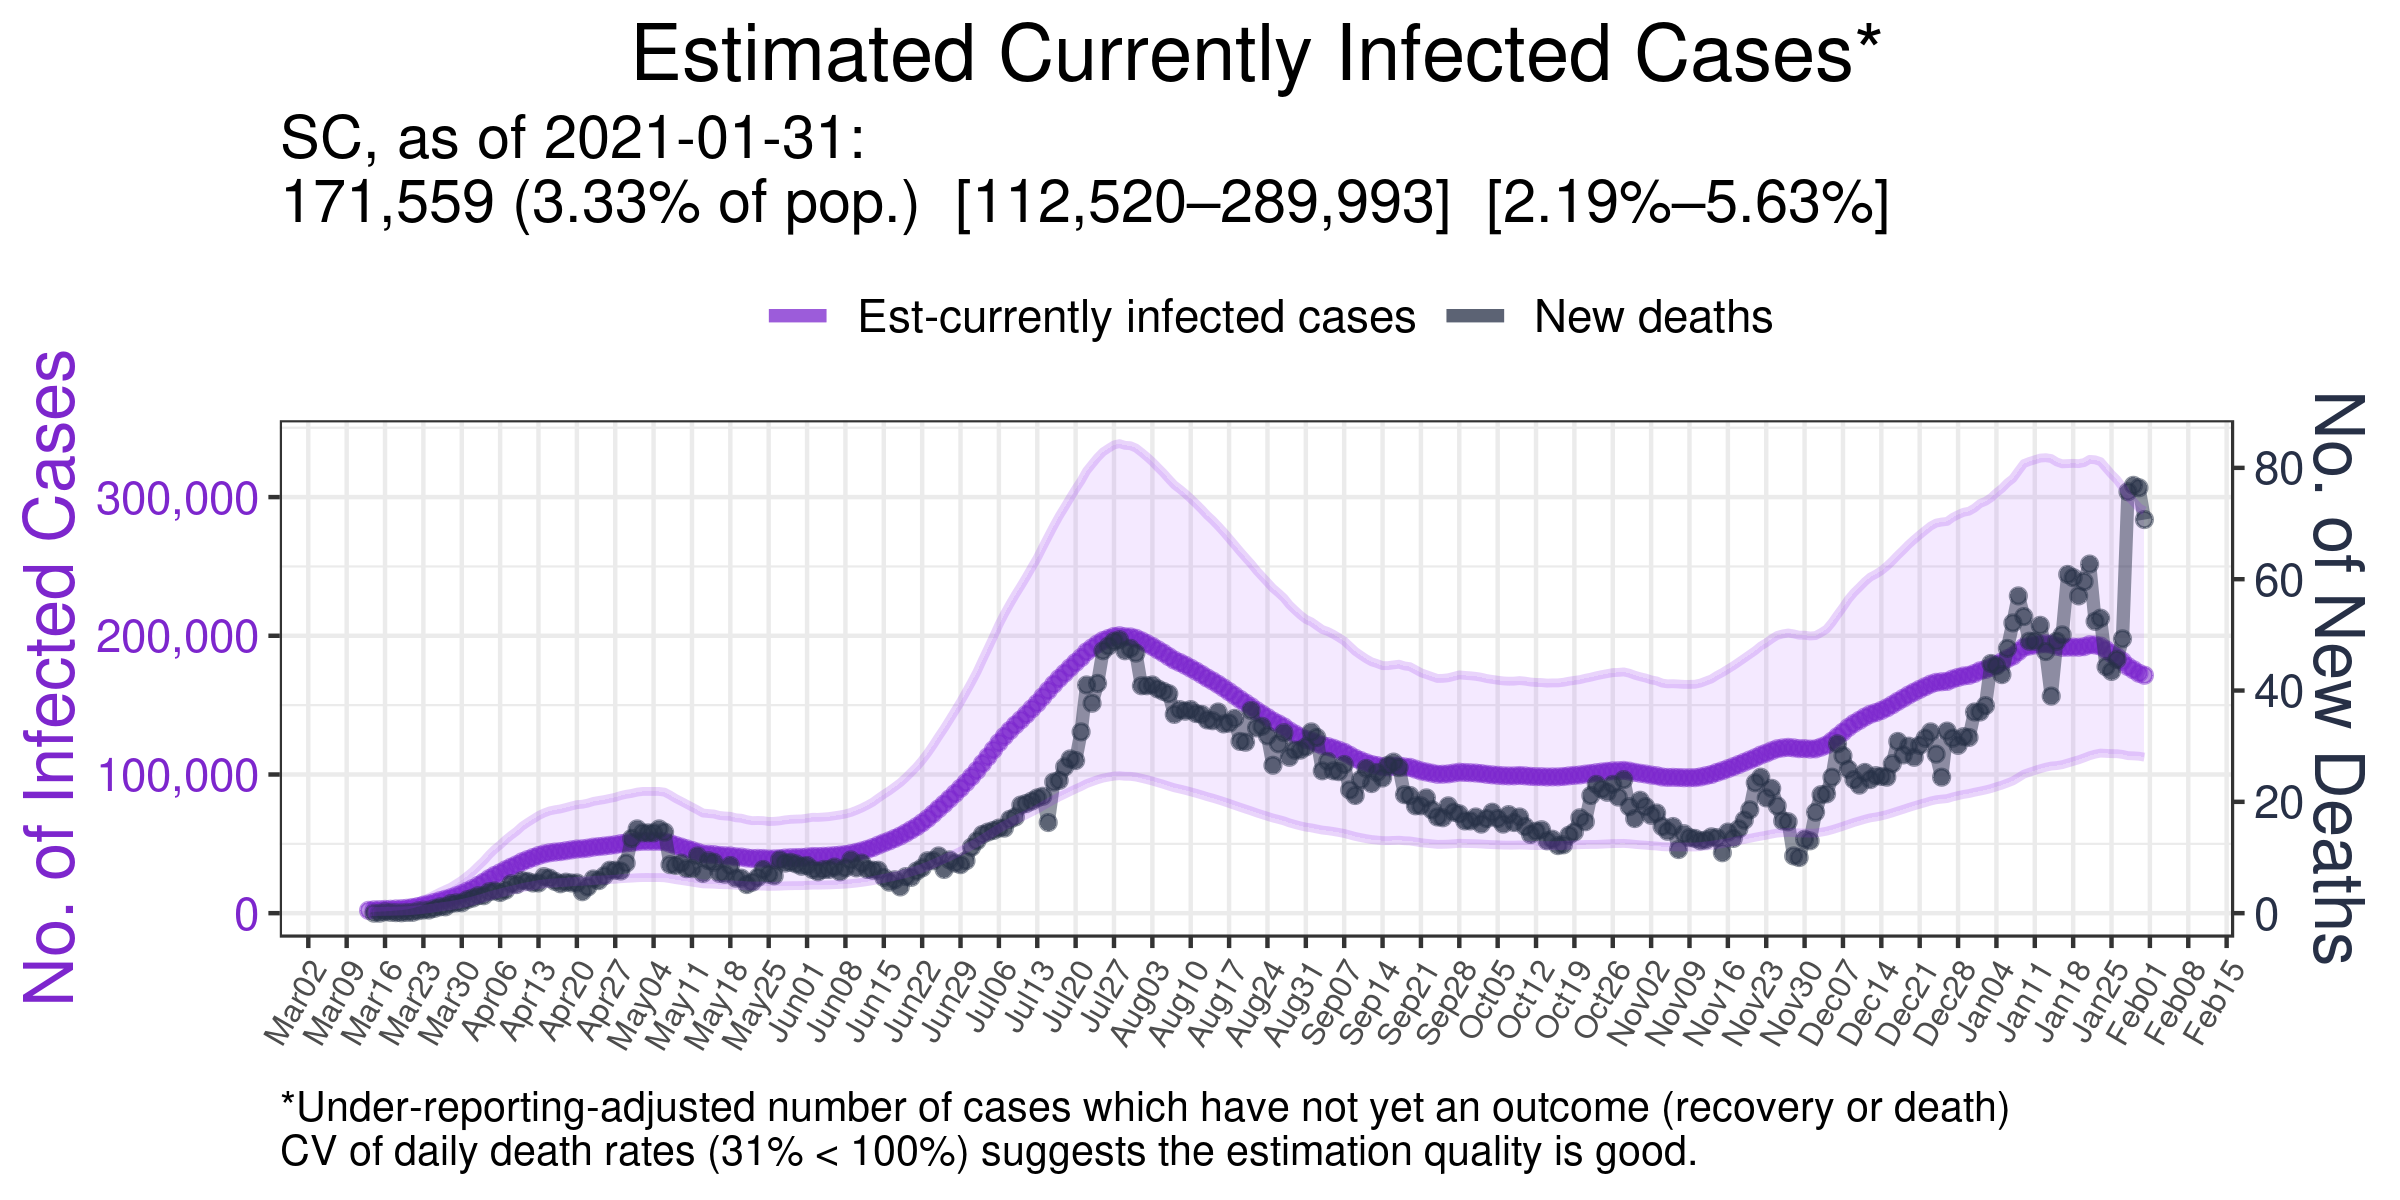 Estimated Currently Infected Cases*
SC, as of 2021-01-31:
171,559 (3.33% of pop.)  [112,520–289,993]  [2.19%–5.63%]
Est-currently infected cases
New deaths
No. of Infected Cases
300,000
200,000
100,000
0
80
60
40
20
0
No. of New Deaths
Mar02
Mar09
Mar16
Mar23
Mar30
Apr06
Apr13
Apr20
Apr27
May04
May11
May18
May25
Jun01
Jun08
Jun15
Jun22
Jun29
Jul06
Jul13
Jul20
Jul27
Aug03
Aug10
Aug17
Aug24
Aug31
Sep07
Sep14
Sep21
Sep28
Oct05
Oct12
Oct19
Oct26
Nov02
Nov09
Nov16
Nov23
Nov30
Dec07
Dec14
Dec21
Dec28
Jan04
Jan11
Jan18
Jan25
Feb01
Feb08
Feb15
*Under-reporting-adjusted number of cases which have not yet an outcome (recovery or death)
CV of daily death rates (31% < 100%) suggests the estimation quality is good.